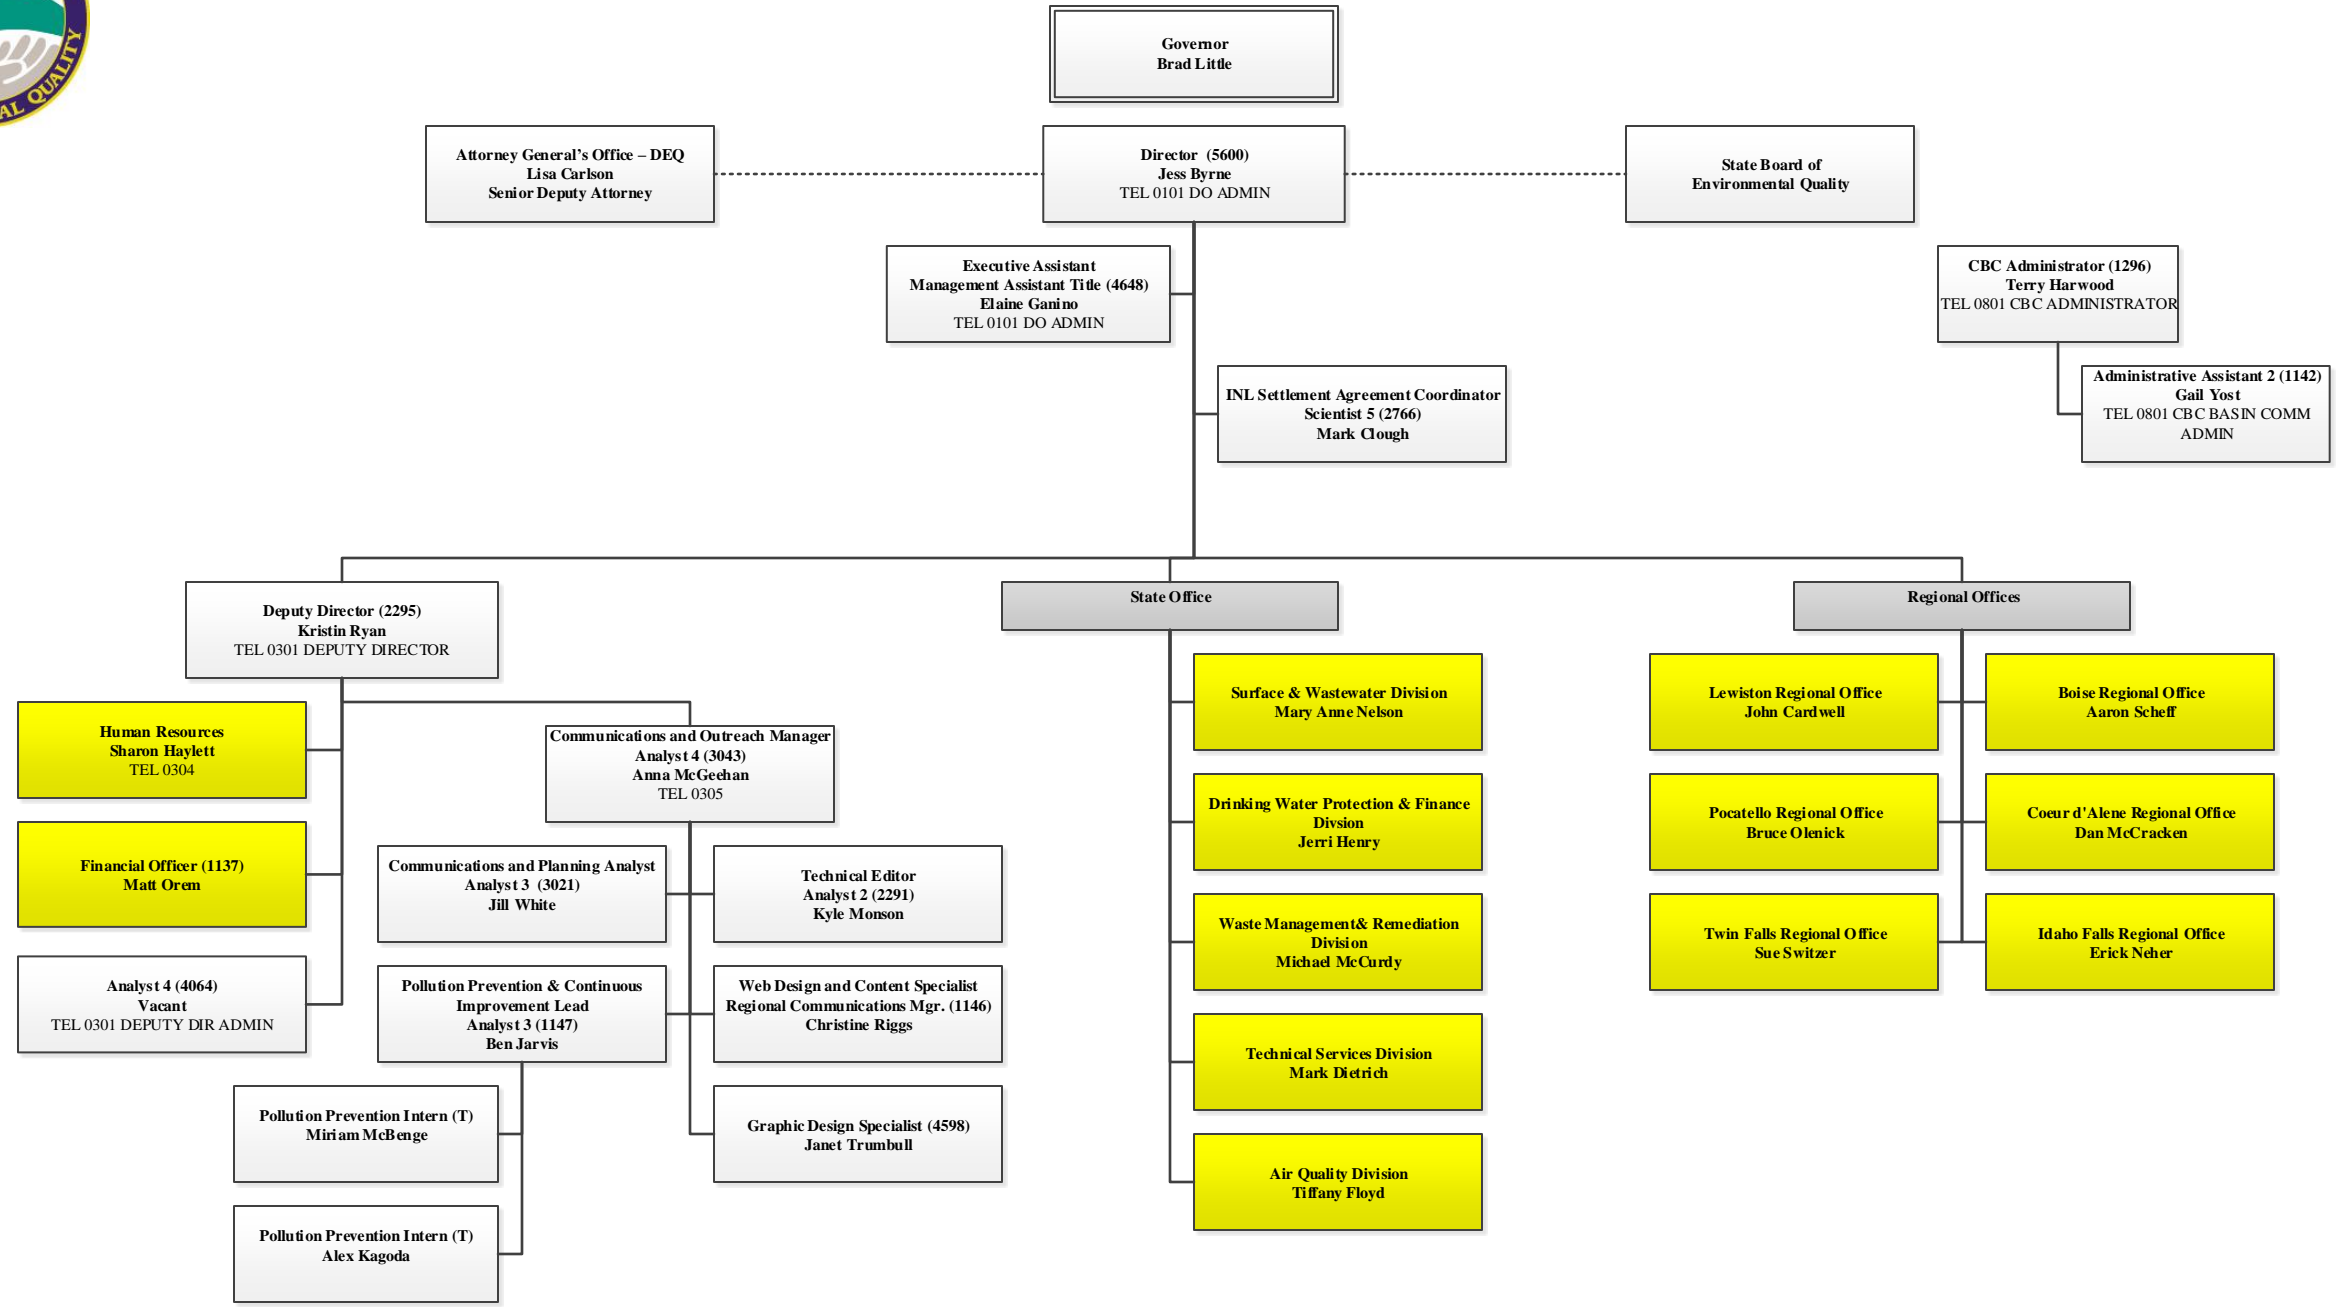 AL QUALITY
Governor
Brad Little
Attorney General's Office – DEQ
Lisa Carlson
Senior Deputy Attorney
Director (5600)
Jess Byrne
TEL 0101 DO ADMIN
State Board of
Environmental Quality
Executive Assistant
Management Assistant Title (4648)
Elaine Ganino
TEL 0101 DO ADMIN
CBC Administrator (1296)
Terry Harwood
TEL 0801 CBC ADMINISTRATOR
INL Settlement Agreement Coordinator
Scientist 5 (2766)
Mark Clough
Administrative Assistant 2 (1142)
Gail Yost
TEL 0801 CBC BASIN COMM
ADMIN
Deputy Director (2295)
Kristin Ryan
TEL 0301 DEPUTY DIRECTOR
State Office
Regional Offices
Human Resources
Sharon Haylett
TEL 0304
Communications and Outreach Manager
Analyst 4 (3043)
Anna McGeehan
TEL 0305
Financial Officer (1137)
Matt Orem
Analyst 4 (4064)
Vacant
TEL 0301 DEPUTY DIR ADMIN
Communications and Planning Analyst
Analyst 3 (3021)
Jill White
Technical Editor
Analyst 2 (2291)
Kyle Monson
Pollution Prevention & Continuous
Improvement Lead
Analyst 3 (1147)
Ben Jarvis
Web Design and Content Specialist
Regional Communications Mgr. (1146)
Christine Riggs
Pollution Prevention Intern (T)
Miriam McBenge
Graphic Design Specialist (4598)
Janet Trumbull
Pollution Prevention Intern (T)
Alex Kagoda
Surface & Wastewater Division
Mary Anne Nelson
Drinking Water Protection & Finance
Divsion
Jerri Henry
Waste Management& Remediation
Division
Michael McCurdy
Technical Services Division
Mark Dietrich
Air Quality Division
Tiffany Floyd
Lewiston Regional Office
John Cardwell
Boise Regional Office
Aaron Scheff
Pocatello Regional Office
Bruce Olenick
Coeur d'Alene Regional Office
Dan McCracken
Twin Falls Regional Office
Sue Switzer
Idaho Falls Regional Office
Erick Neher